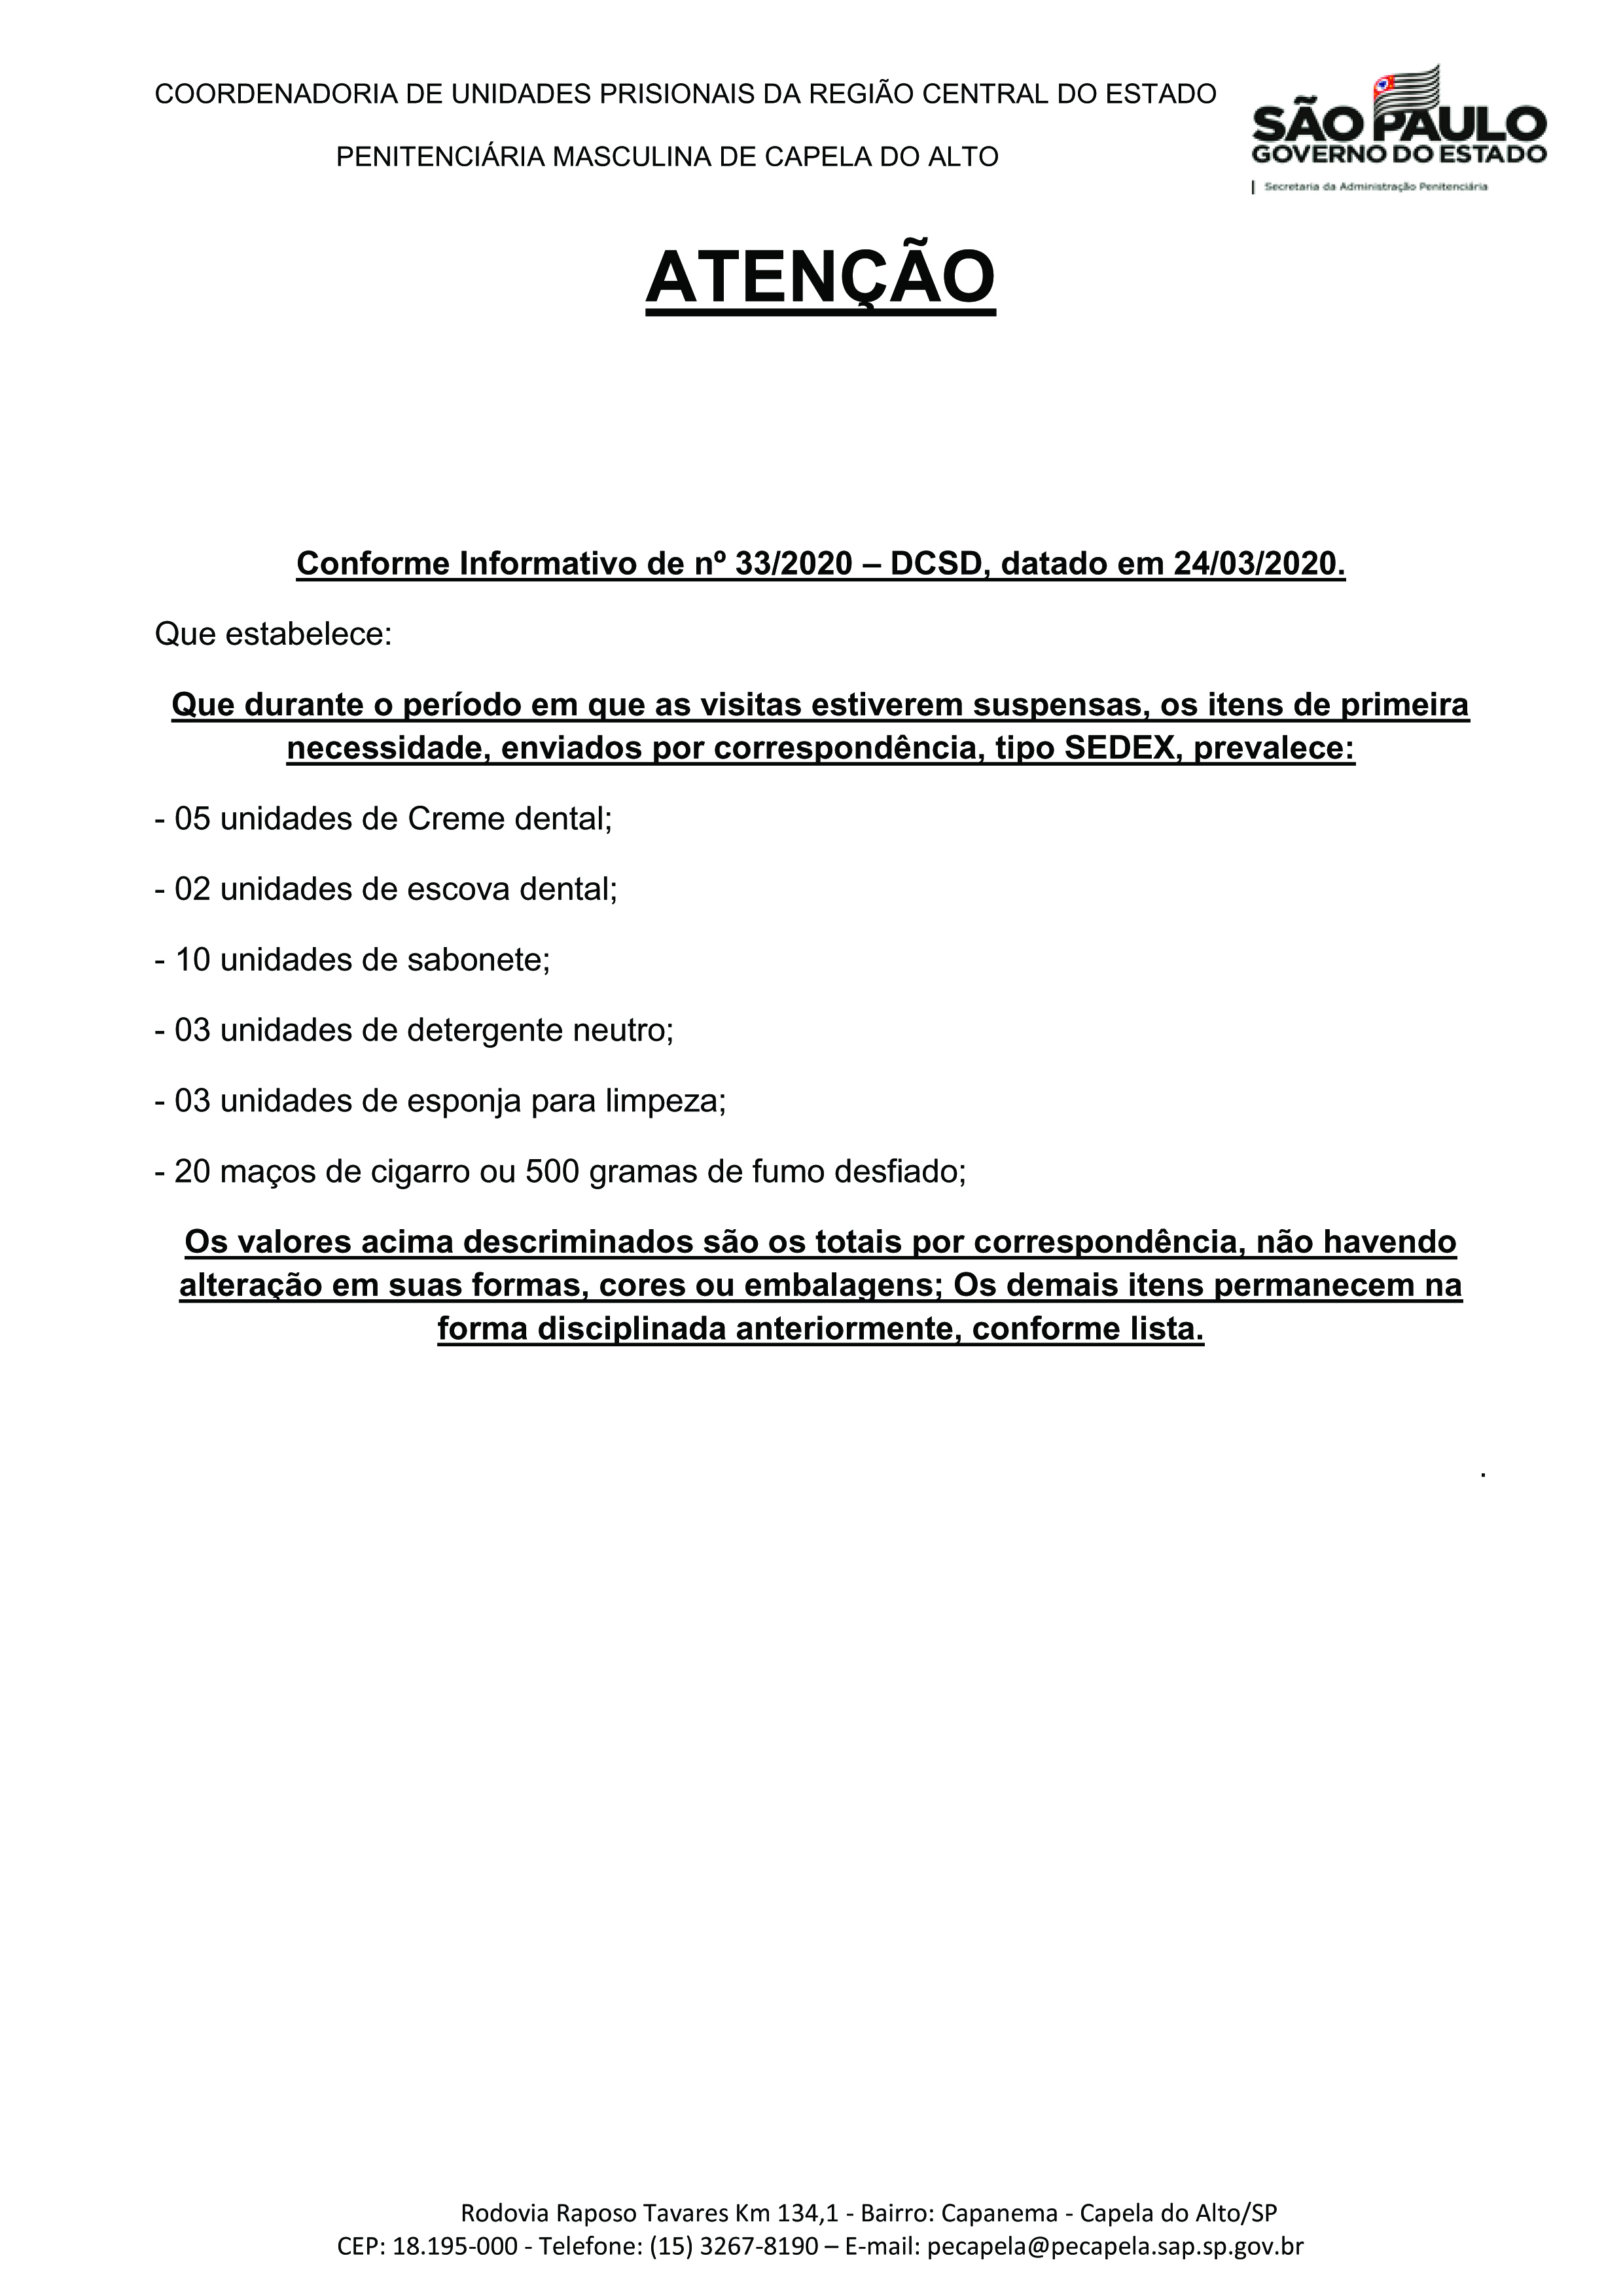 COORDENADORIA DE UNIDADES PRISIONAIS DA REGIÃO CENTRAL DO ESTADO
PENITENCIÁRIA MASCULINA DE CAPELA DO ALTO
SÃO PAULO
GOVERNO DO ESTADO
Secretaria da Administração Penitenciária
ATENÇÃO
Conforme Informativo de nº 33/2020 – DCSD, datado em 24/03/2020.
Que estabelece:
Que durante o período em que as visitas estiverem suspensas, os itens de primeira
necessidade, enviados por correspondência, tipo SEDEX, prevalece:
- 05 unidades de Creme dental;
- 02 unidades de escova dental;
- 10 unidades de sabonete;
- 03 unidades de detergente neutro;
- 03 unidades de esponja para limpeza;
- 20 maços de cigarro ou 500 gramas de fumo desfiado;
Os valores acima descriminados são os totais por correspondência, não havendo
alteração em suas formas, cores ou embalagens; Os demais itens permanecem na
forma disciplinada anteriormente, conforme lista.
.
Rodovia Raposo Tavares Km 134,1 - Bairro: Capanema - Capela do Alto/SP
CEP: 18.195-000 - Telefone: (15) 3267-8190 – E-mail: pecapela@pecapela.sap.sp.gov.br